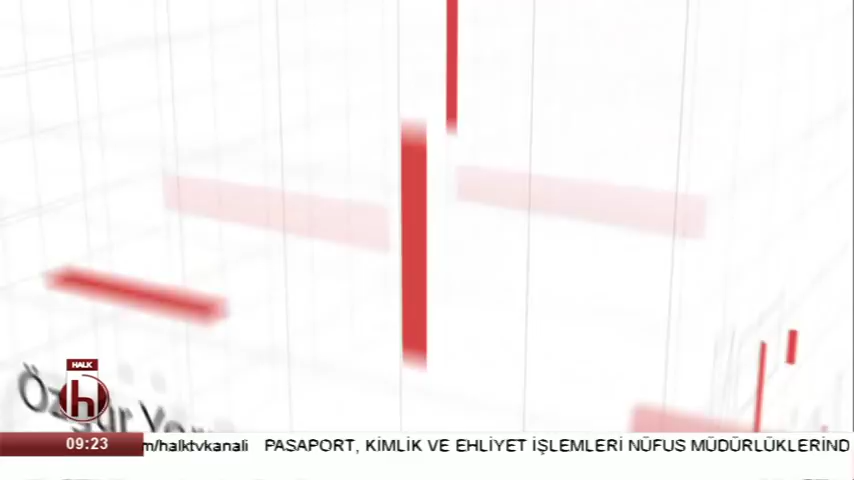 HALK
h
09:23 m/halktvkanali PASAPORT, KİMLİK VE EHLİYET İŞLEMLERİ NÜFUS MÜDÜRLÜKLERİND